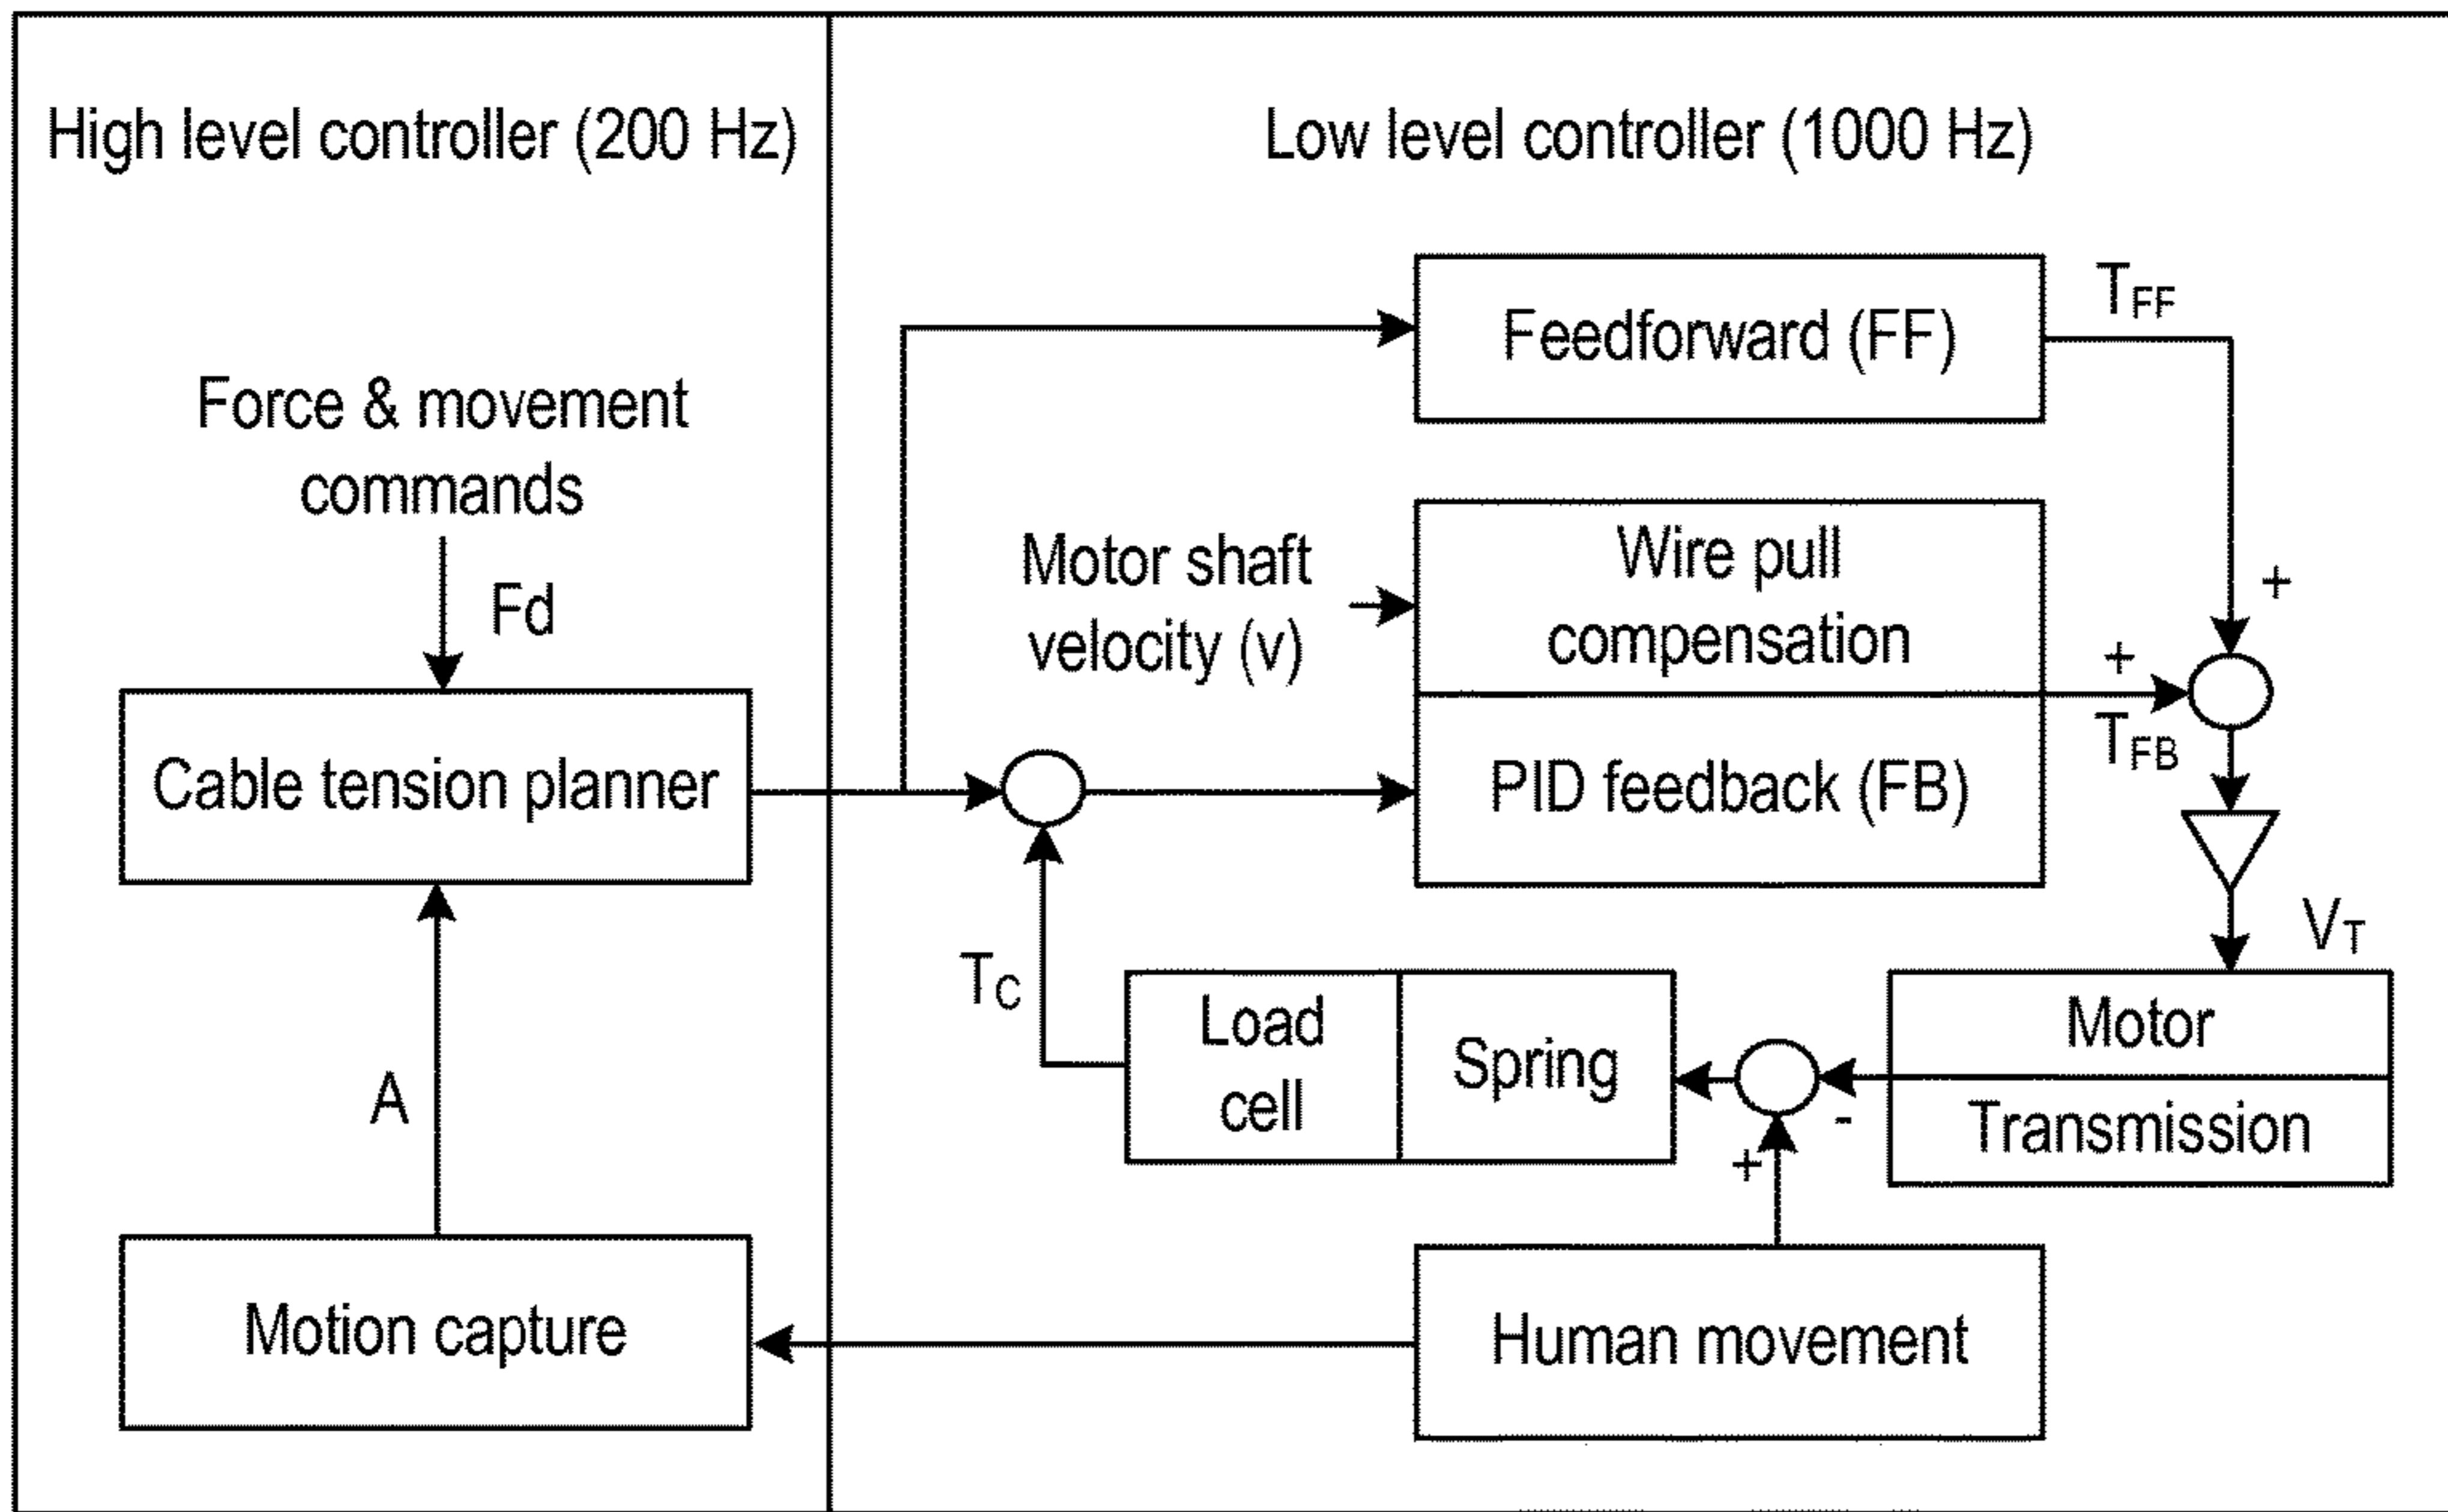 High level controller (200 Hz)
Low level controller (1000 Hz)
Force & movement
commands
Fd
Cable tension planner
A
Motion capture
Feedforward (FF)
TFF
+
Motor shaft
velocity (v)
Wire pull
compensation
+
TFB
PID feedback (FB)
VT
TC
Load
cell
Spring
Motor
Transmission
-
+
Human movement